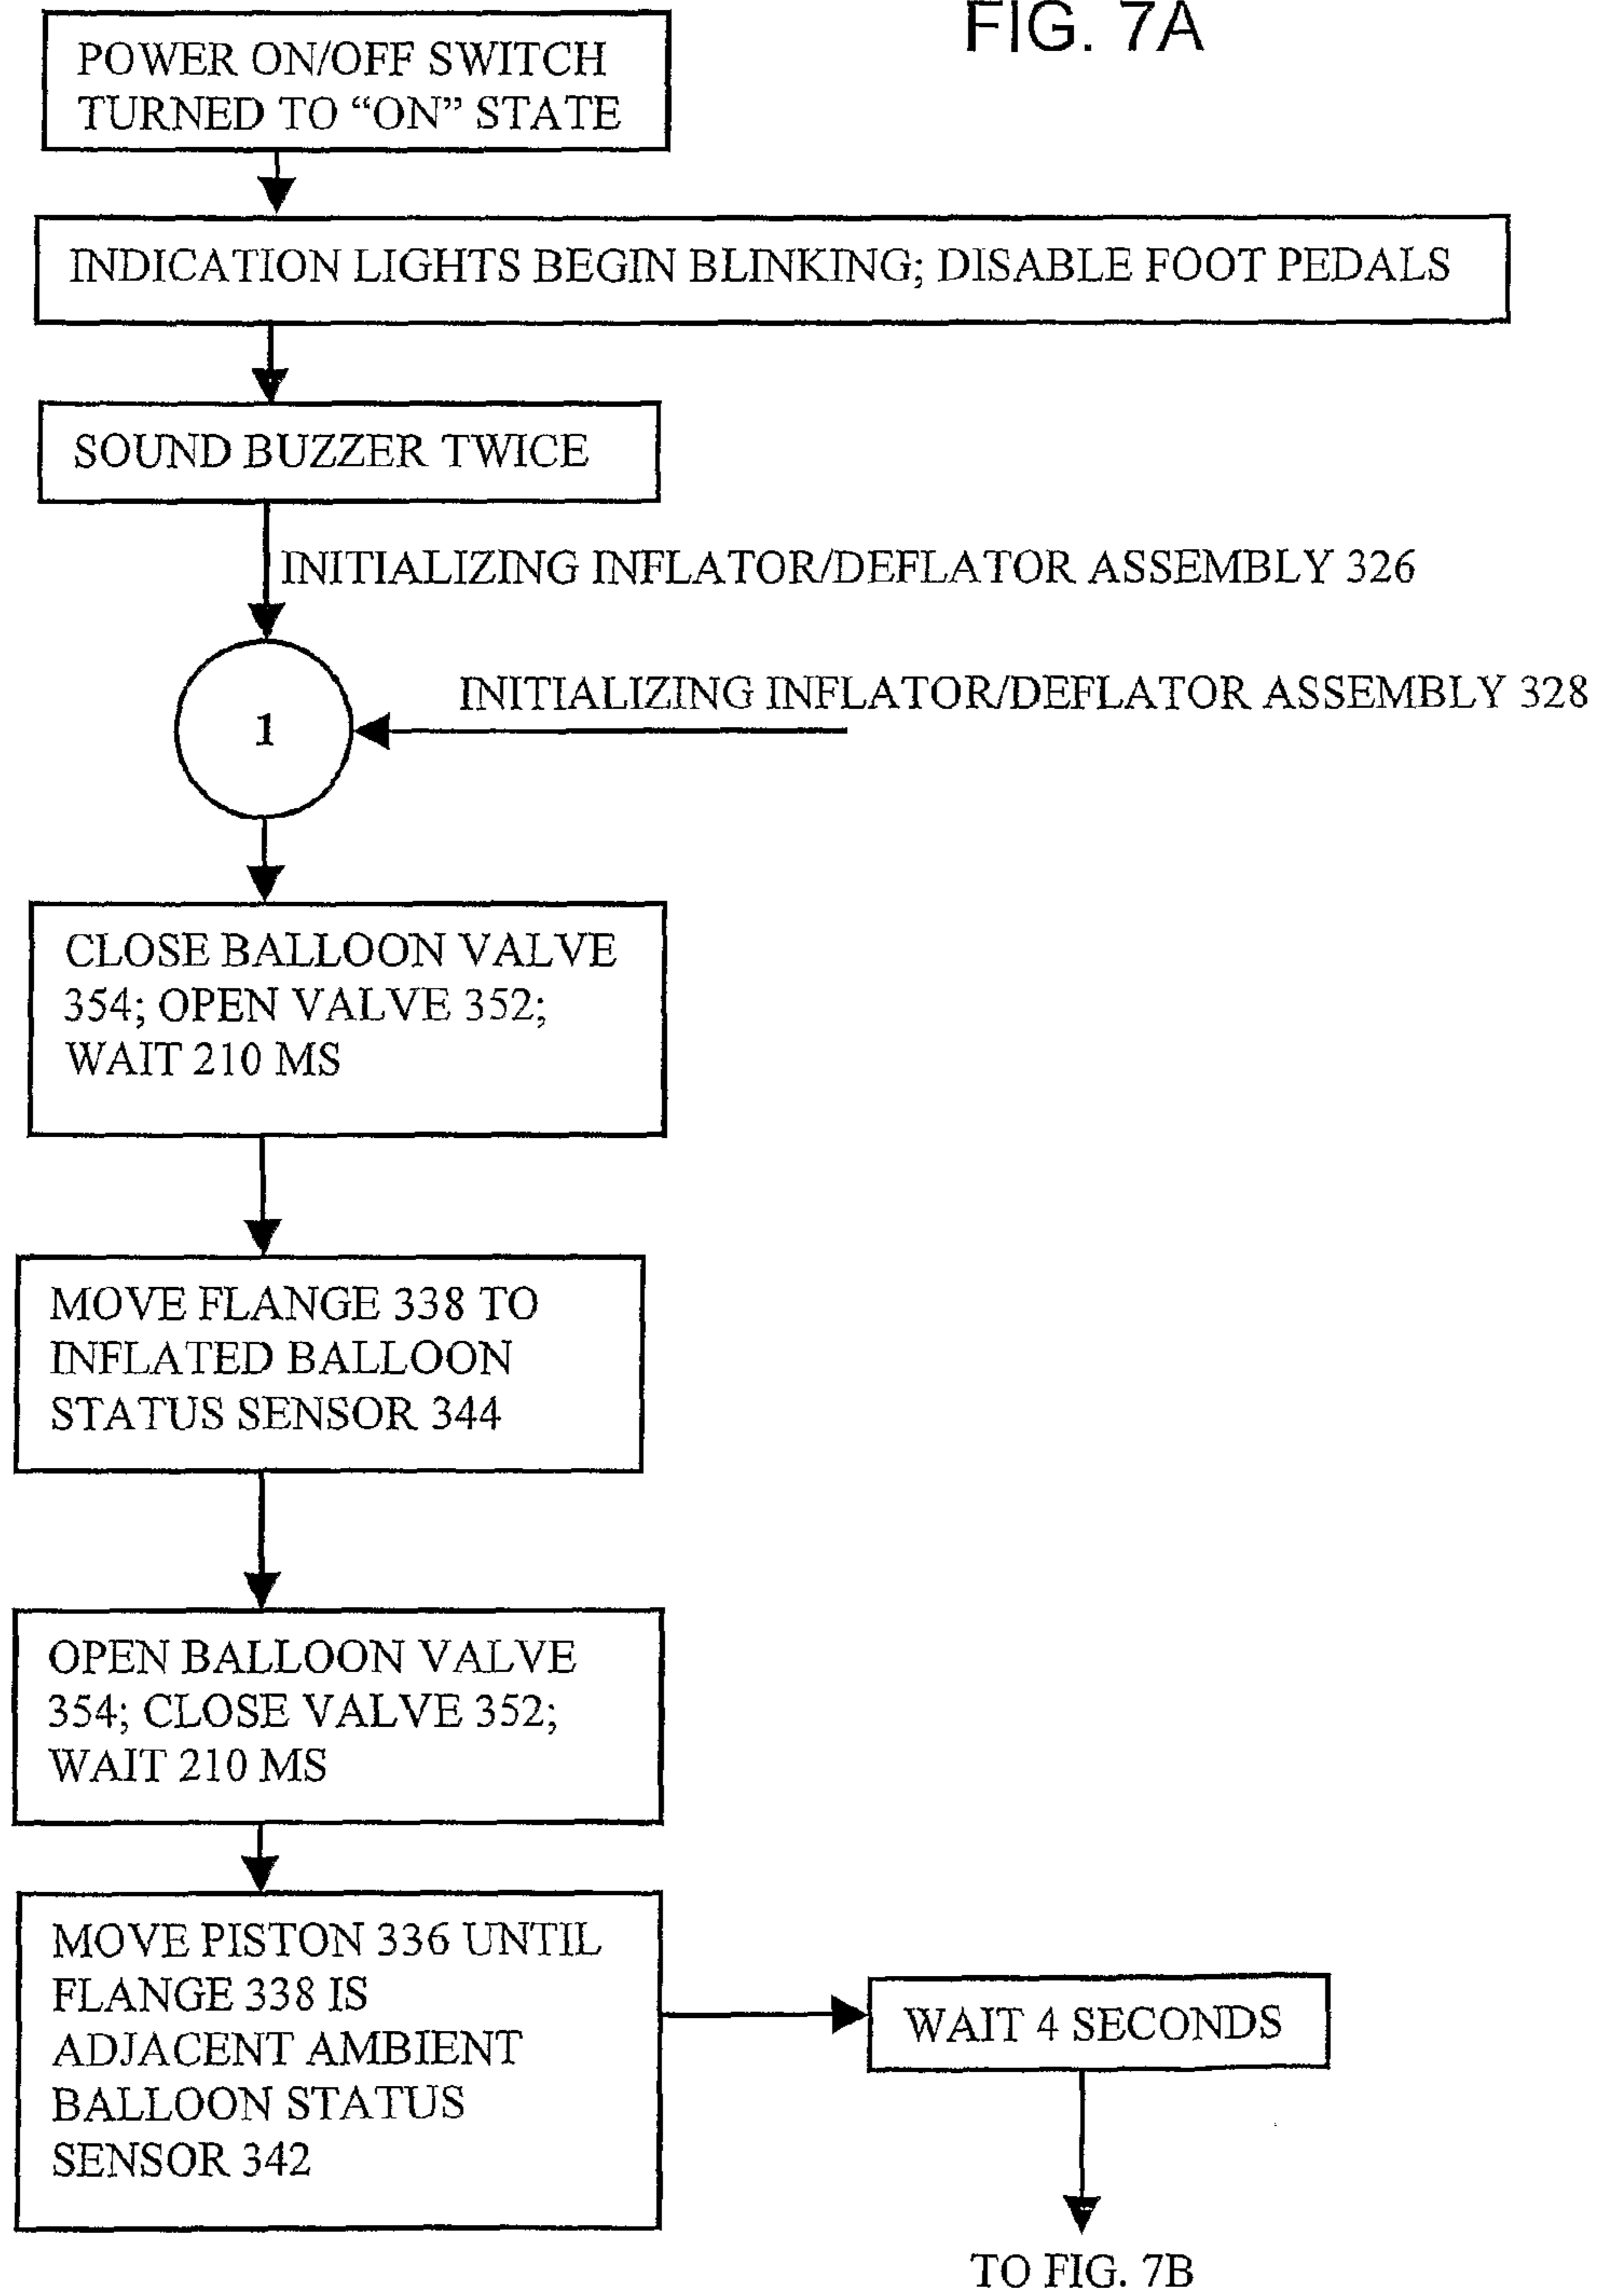 FIG. 7A
POWER ON/OFF SWITCH
TURNED TO “ON” STATE
INDICATION LIGHTS BEGIN BLINKING; DISABLE FOOT PEDALS
SOUND BUZZER TWICE
INITIALIZING INFLATOR/DEFLATOR ASSEMBLY 326
INITIALIZING INFLATOR/DEFLATOR ASSEMBLY 328
1
CLOSE BALLOON VALVE
354; OPEN VALVE 352;
WAIT 210 MS
MOVE FLANGE 338 TO
INFLATED BALLOON
STATUS SENSOR 344
OPEN BALLOON VALVE
354; CLOSE VALVE 352;
WAIT 210 MS
MOVE PISTON 336 UNTIL
FLANGE 338 IS
ADJACENT AMBIENT
BALLOON STATUS
SENSOR 342
WAIT 4 SECONDS
TO FIG. 7B